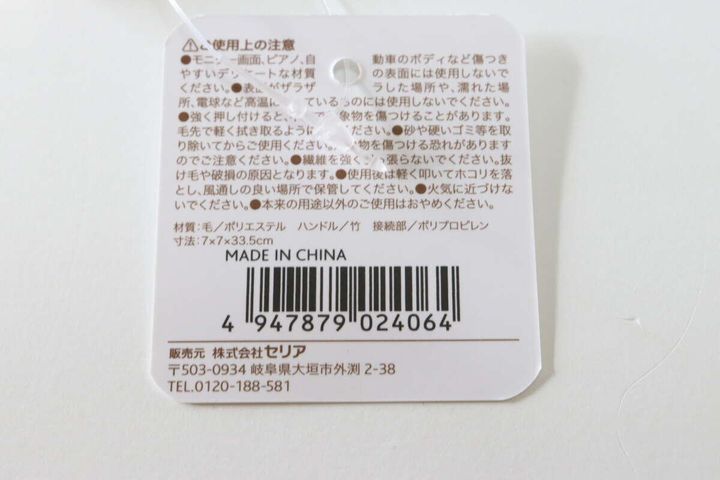 ⚠ご使用上の注意
●モニター画面、ピアノ、自動車のボディなど傷つき
やすいデリケートな材質の表面には使用しないで
ください。●表面がザラザラした場所や、濡れた場
所、電球など高温に ているものには使用しないでください。
●強く押し付けると、 象物を傷つけることがあります。
毛先で軽く拭き取るように ください。●砂や硬いゴミ等を取
り除いてからご使用ください。 物を傷つける恐れがあります
のでご注意ください。●繊維を強く 張らないでください。抜
け毛や破損の原因となります。●使用後は軽く叩いてホコリを落
とし、風通しの良い場所で保管してください。●火気に近づけな
いでください。●本来の用途以外のご使用はおやめください。
材質:毛/ポリエステル ハンドル/竹 接続部/ポリプロピレン
寸法:7×7×33.5cm
MADE IN CHINA
4 947879 024064
販売元 株式会社セリア
〒503-0934 岐阜県大垣市外渕 2-38
TEL.0120-188-581